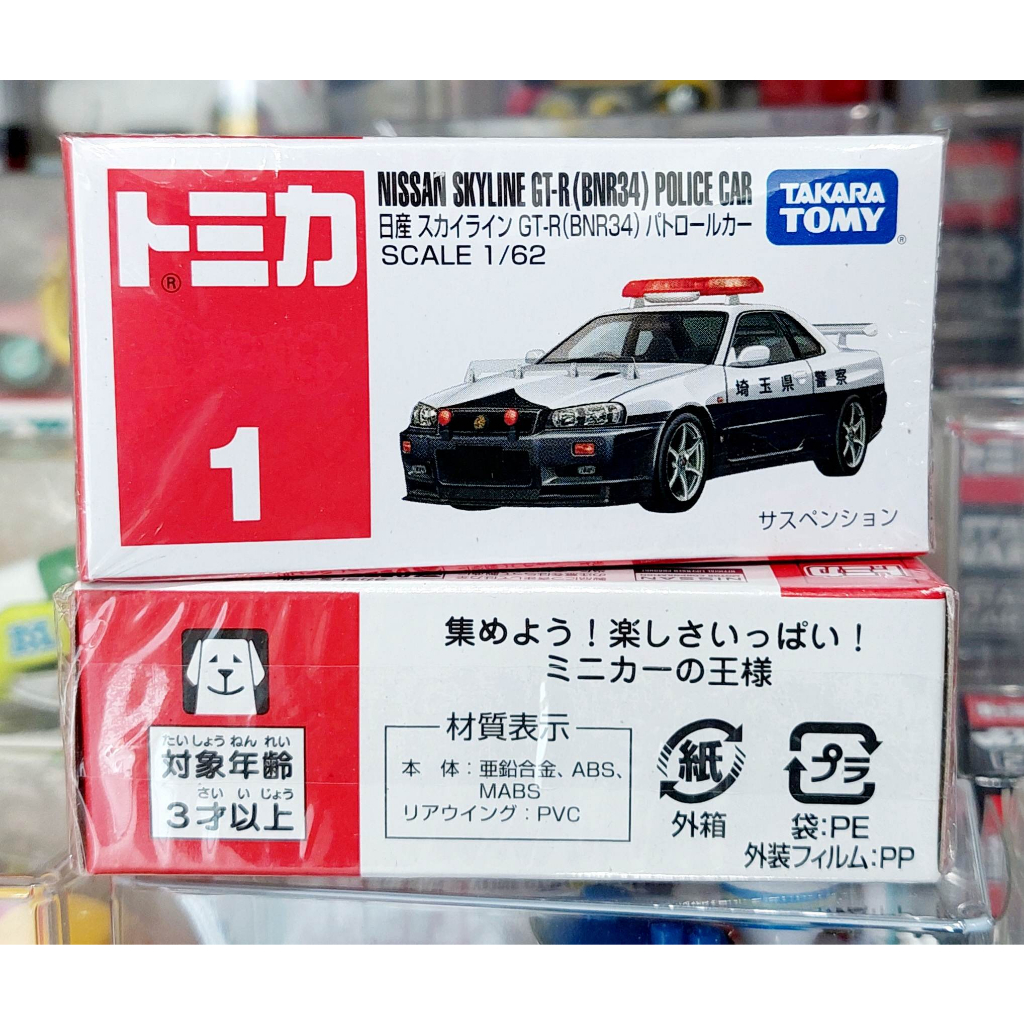 トミカ®
1
NISSAN SKYLINE GT-R(BNR34) POLICE CAR
日産 スカイライン GT-R(BNR34) パトロールカー
SCALE 1/62
TAKARA
TOMY®
埼玉県警察
サスペンション
NISSAN
トミカ
集めよう!楽しさいっぱい!
ミニカーの王様
たいしょうねんれい
対象年齢
さいいじょう
3才以上
材質表示
本 体:亜鉛合金、ABS、
MABS
リアウイング:PVC
紙
外箱
プラ
袋:PE
外装フィルム:PP